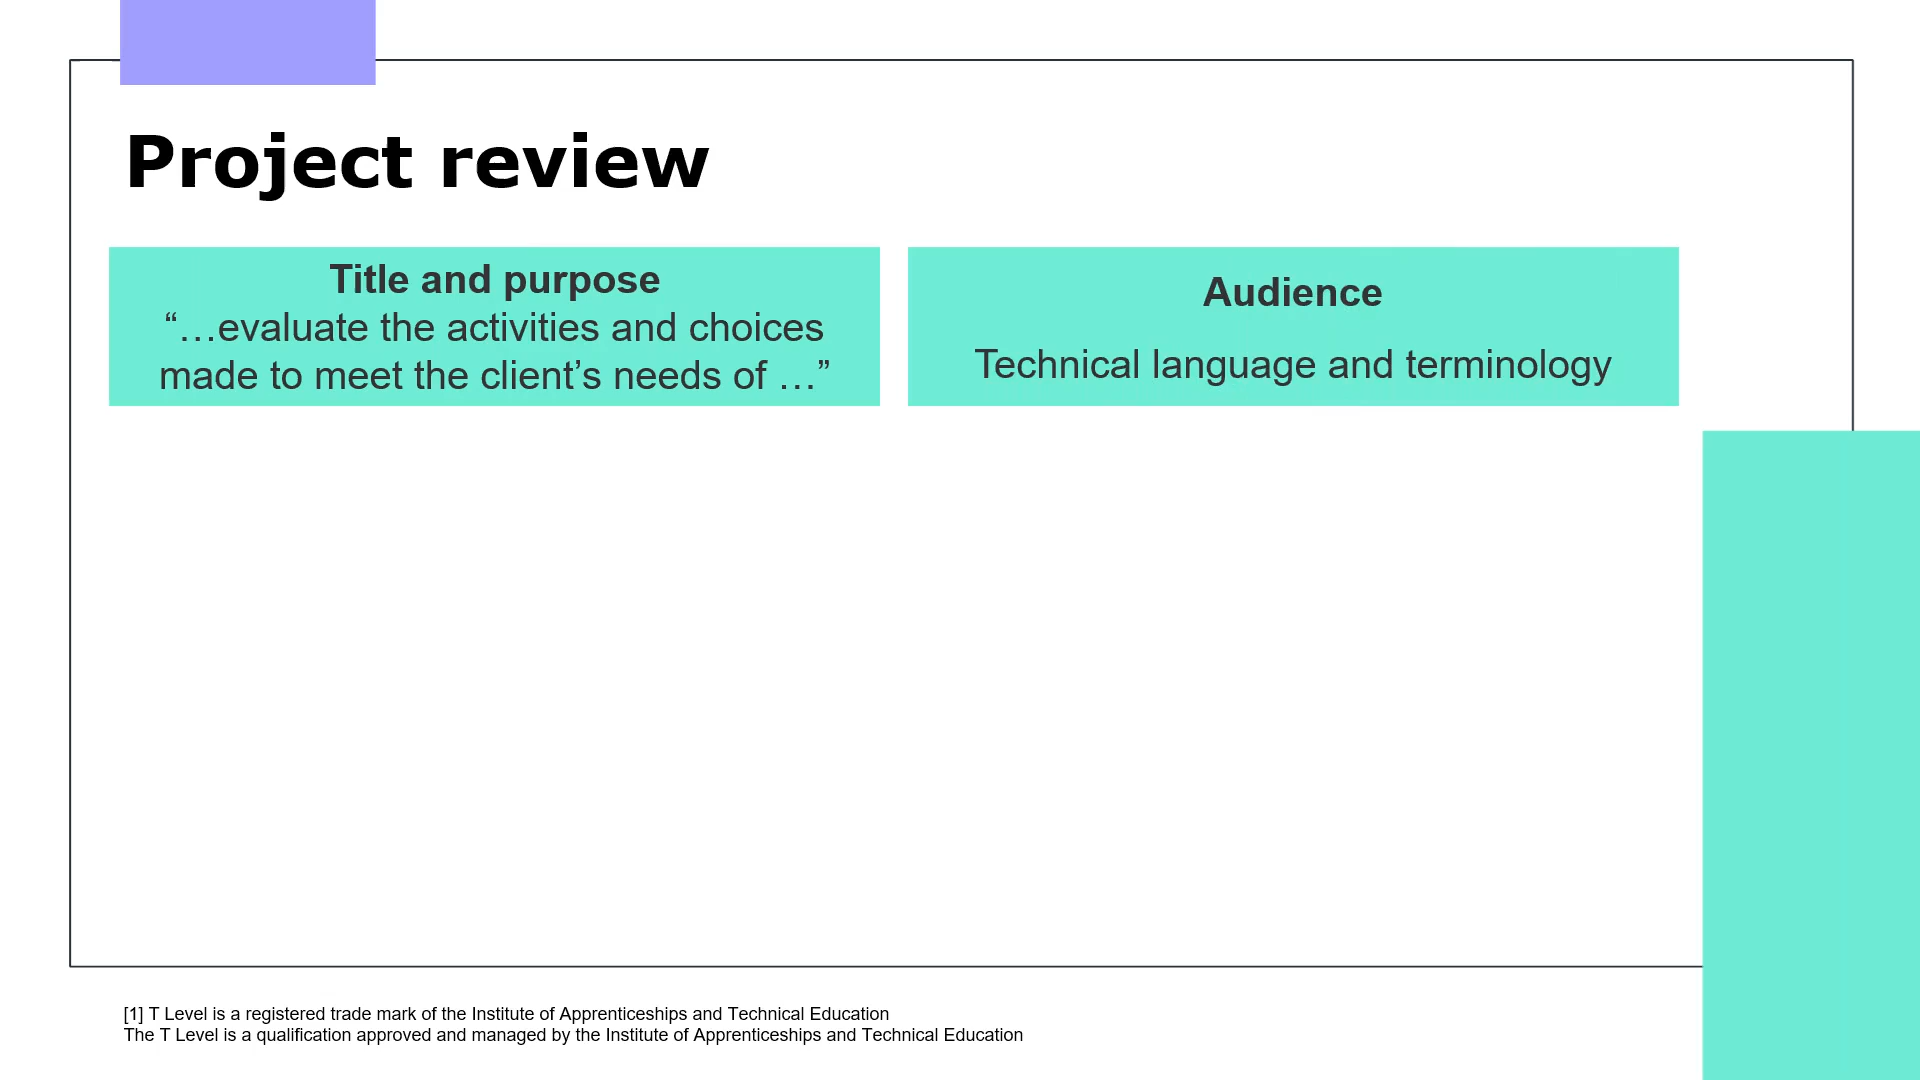 Project review
Title and purpose
“…evaluate the activities and choices
made to meet the client’s needs of …”
Audience
Technical language and terminology
[1] T Level is a registered trade mark of the Institute of Apprenticeships and Technical Education
The T Level is a qualification approved and managed by the Institute of Apprenticeships and Technical Education